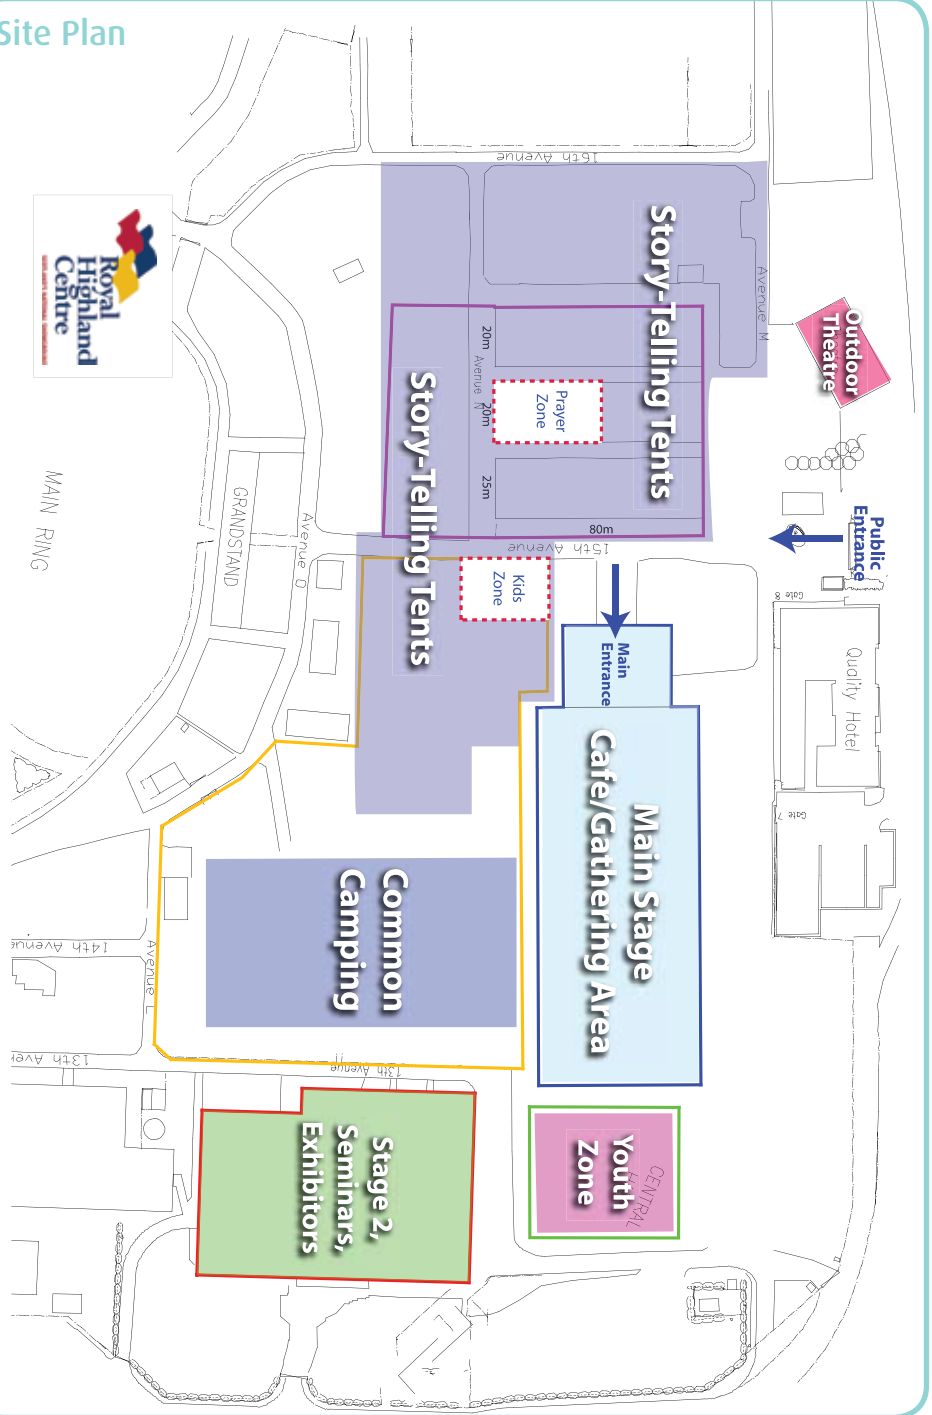 Site Plan
16th Avenue
Avenue M
Outdoor
Theatre
Story-Telling Tents
Royal
Highland
Centre
20m
Avenue N
20m
25m
80m
Prayer
Zone
Story-Telling Tents
Public
Entrance
MAIN RING
GRANDSTAND
Avenue O
15th Avenue
Kids
Zone
Main
Entrance
Gate 8
Quality Hotel
Gate 7
Main Stage
Cafe/Gathering Area
Common
Camping
14th Avenue
Avenue L
13th Ave
13th Avenue
Stage 2,
Seminars,
Exhibitors
Youth
Zone
CENTRAL